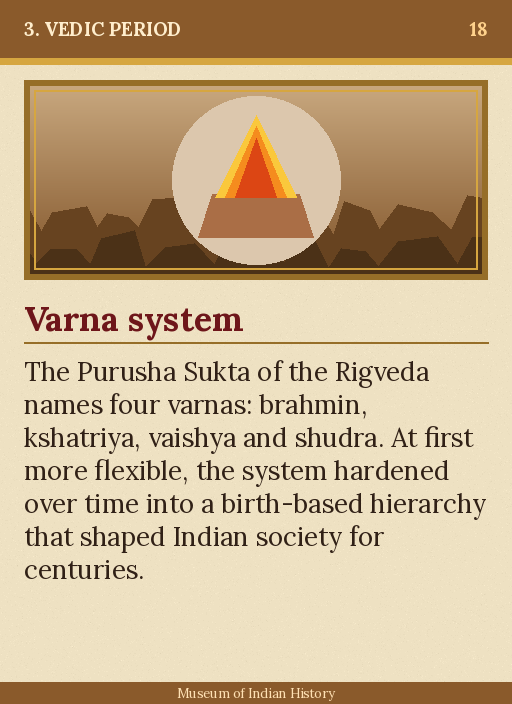 3. VEDIC PERIOD
18
Varna system
The Purusha Sukta of the Rigveda
names four varnas: brahmin,
kshatriya, vaishya and shudra. At first
more flexible, the system hardened
over time into a birth-based hierarchy
that shaped Indian society for
centuries.
Museum of Indian History